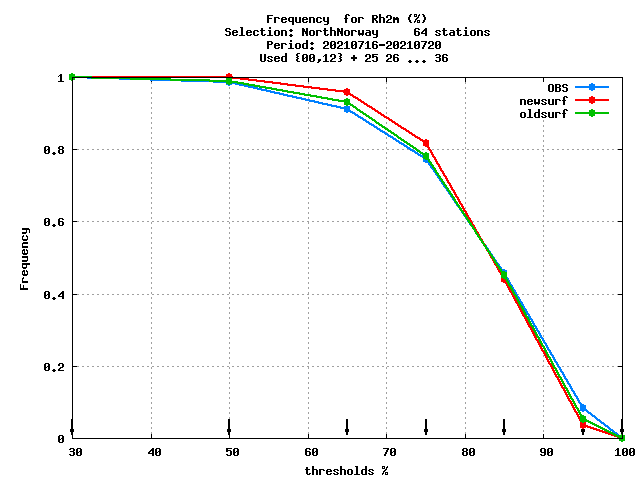 Frequency  for Rh2m (%)
Selection: NorthNorway     64 stations
Period: 20210716-20210720
Used {00,12} + 25 26 ... 36
OBS
newsurf
oldsurf
1
0.8
0.6
0.4
0.2
0
Frequency
30 40 50 60 70 80 90 100
thresholds %